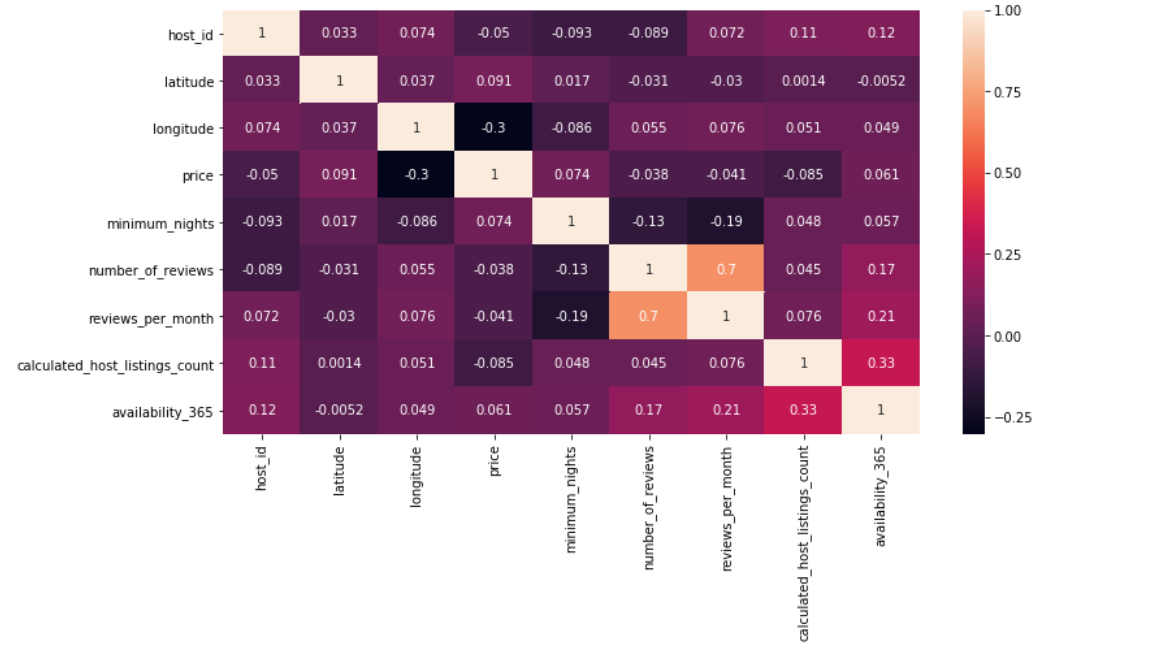 host_id 1 0.033 0.074 -0.05 -0.093 -0.089 0.072 0.11 0.12
latitude 0.033 1 0.037 0.091 0.017 -0.031 -0.03 0.0014 -0.0052
longitude 0.074 0.037 1 -0.3 -0.086 0.055 0.076 0.051 0.049
price -0.05 0.091 -0.3 1 0.074 -0.038 -0.041 -0.085 0.061
minimum_nights -0.093 0.017 -0.086 0.074 1 -0.13 -0.19 0.048 0.057
number_of_reviews -0.089 -0.031 0.055 -0.038 -0.13 1 0.7 0.045 0.17
reviews_per_month 0.072 -0.03 0.076 -0.041 -0.19 0.7 1 0.076 0.21
calculated_host_listings_count 0.11 0.0014 0.051 -0.085 0.048 0.045 0.076 1 0.33
availability_365 0.12 -0.0052 0.049 0.061 0.057 0.17 0.21 0.33 1
host_id
latitude
longitude
price
minimum_nights
number_of_reviews
reviews_per_month
calculated_host_listings_count
availability_365
1.00
0.75
0.50
0.25
0.00
−0.25